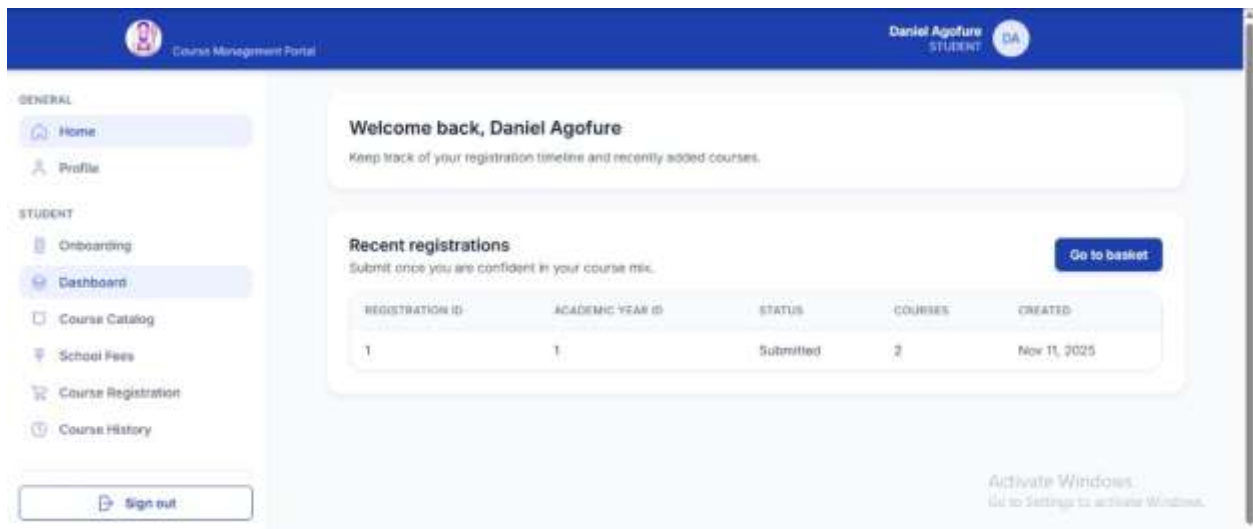 Course Management Portal
Daniel Agofure
STUDENT
DA
GENERAL
Home
Profile
STUDENT
Onboarding
Dashboard
Course Catalog
School Fees
Course Registration
Course History
Sign out
Welcome back, Daniel Agofure
Keep track of your registration timeline and recently added courses.
Recent registrations
Submit once you are confident in your course mix.
Go to basket
REGISTRATION ID ACADEMIC YEAR ID STATUS COURSES CREATED
1 1 Submitted 2 Nov 11, 2025
Activate Windows
Go to Settings to activate Windows.